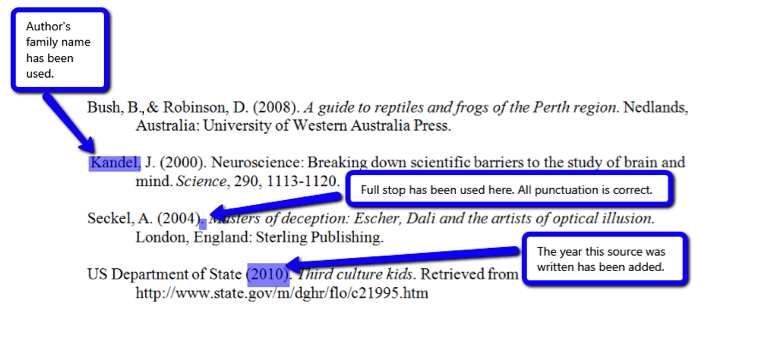 Author's
family name
has been
used.
Bush, B.,& Robinson, D. (2008). A guide to reptiles and frogs of the Perth region. Nedlands,
Australia: University of Western Australia Press.
Kandel, J. (2000). Neuroscience: Breaking down scientific barriers to the study of brain and
mind. Science, 290, 1113-1120.
Full stop has been used here. All punctuation is correct.
Seckel, A. (2004). Masters of deception: Escher, Dali and the artists of optical illusion.
London, England: Sterling Publishing.
The year this source was
written has been added.
US Department of State (2010). Third culture kids. Retrieved from
http://www.state.gov/m/dghr/flo/c21995.htm